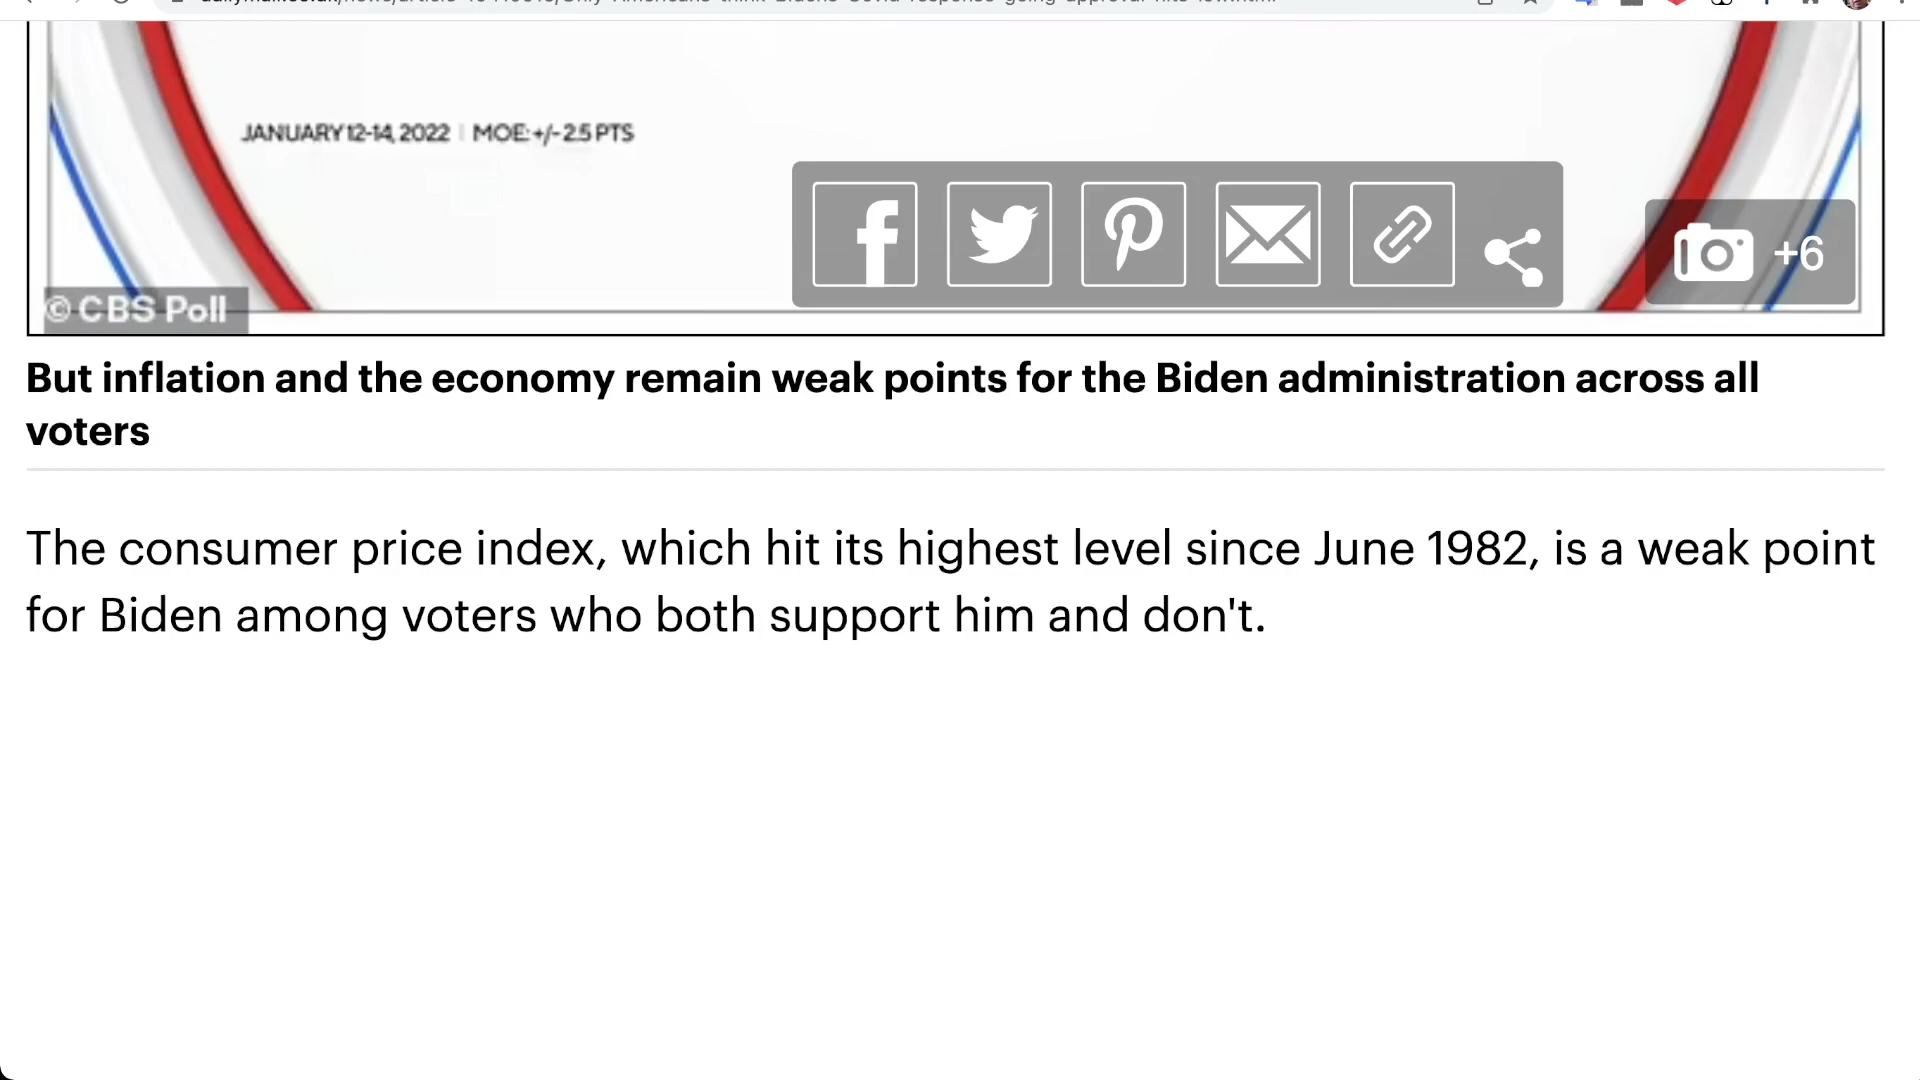 JANUARY 12-14, 2022 | MOE: +/- 2.5 PTS
+6
© CBS Poll
But inflation and the economy remain weak points for the Biden administration across all
voters
The consumer price index, which hit its highest level since June 1982, is a weak point
for Biden among voters who both support him and don't.